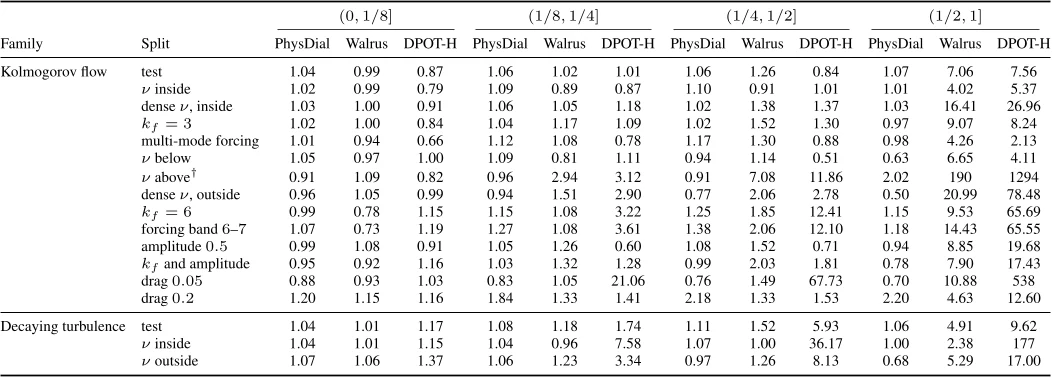 (0, 1/8] (1/8, 1/4] (1/4, 1/2] (1/2, 1]
Family Split PhysDial Walrus DPOT-H PhysDial Walrus DPOT-H PhysDial Walrus DPOT-H PhysDial Walrus DPOT-H
Kolmogorov flow test 1.04 0.99 0.87 1.06 1.02 1.01 1.06 1.26 0.84 1.07 7.06 7.56
ν inside 1.02 0.99 0.79 1.09 0.89 0.87 1.10 0.91 1.01 1.01 4.02 5.37
dense ν, inside 1.03 1.00 0.91 1.06 1.05 1.18 1.02 1.38 1.37 1.03 16.41 26.96
k_f = 3 1.02 1.00 0.84 1.04 1.17 1.09 1.02 1.52 1.30 0.97 9.07 8.24
multi-mode forcing 1.01 0.94 0.66 1.12 1.08 0.78 1.17 1.30 0.88 0.98 4.26 2.13
ν below 1.05 0.97 1.00 1.09 0.81 1.11 0.94 1.14 0.51 0.63 6.65 4.11
ν above† 0.91 1.09 0.82 0.96 2.94 3.12 0.91 7.08 11.86 2.02 190 1294
dense ν, outside 0.96 1.05 0.99 0.94 1.51 2.90 0.77 2.06 2.78 0.50 20.99 78.48
k_f = 6 0.99 0.78 1.15 1.15 1.08 3.22 1.25 1.85 12.41 1.15 9.53 65.69
forcing band 6–7 1.07 0.73 1.19 1.27 1.08 3.61 1.38 2.06 12.10 1.18 14.43 65.55
amplitude 0.5 0.99 1.08 0.91 1.05 1.26 0.60 1.08 1.52 0.71 0.94 8.85 19.68
k_f and amplitude 0.95 0.92 1.16 1.03 1.32 1.28 0.99 2.03 1.81 0.78 7.90 17.43
drag 0.05 0.88 0.93 1.03 0.83 1.05 21.06 0.76 1.49 67.73 0.70 10.88 538
drag 0.2 1.20 1.15 1.16 1.84 1.33 1.41 2.18 1.33 1.53 2.20 4.63 12.60
Decaying turbulence test 1.04 1.01 1.17 1.08 1.18 1.74 1.11 1.52 5.93 1.06 4.91 9.62
ν inside 1.04 1.01 1.15 1.04 0.96 7.58 1.07 1.00 36.17 1.00 2.38 177
ν outside 1.07 1.06 1.37 1.06 1.23 3.34 0.97 1.26 8.13 0.68 5.29 17.00